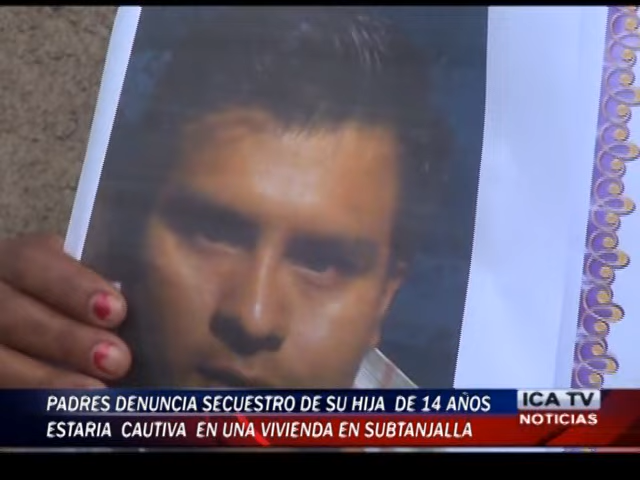 PADRES DENUNCIA SECUESTRO DE SU HIJA DE 14 AÑOS
ESTARIA CAUTIVA EN UNA VIVIENDA EN SUBTANJALLA
ICA TV
NOTICIAS